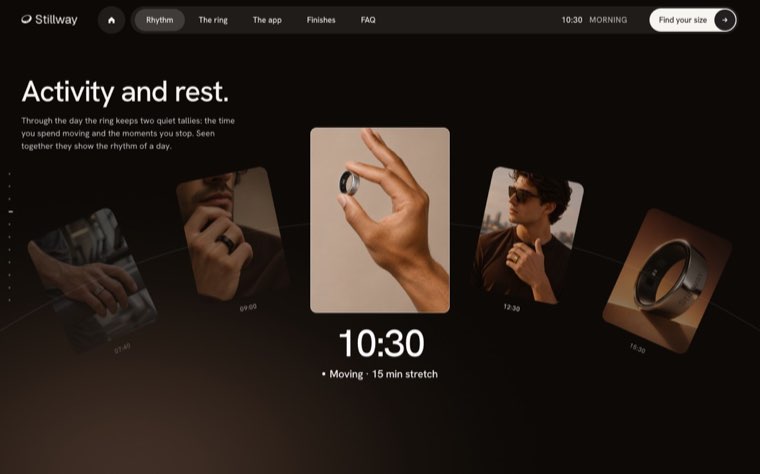 Stillway
Rhythm
The ring
The app
Finishes
FAQ
10:30 MORNING
Find your size
Activity and rest.
Through the day the ring keeps two quiet tallies: the time
you spend moving and the moments you stop. Seen
together they show the rhythm of a day.
07:40
09:00
10:30
• Moving · 15 min stretch
12:30
15:30